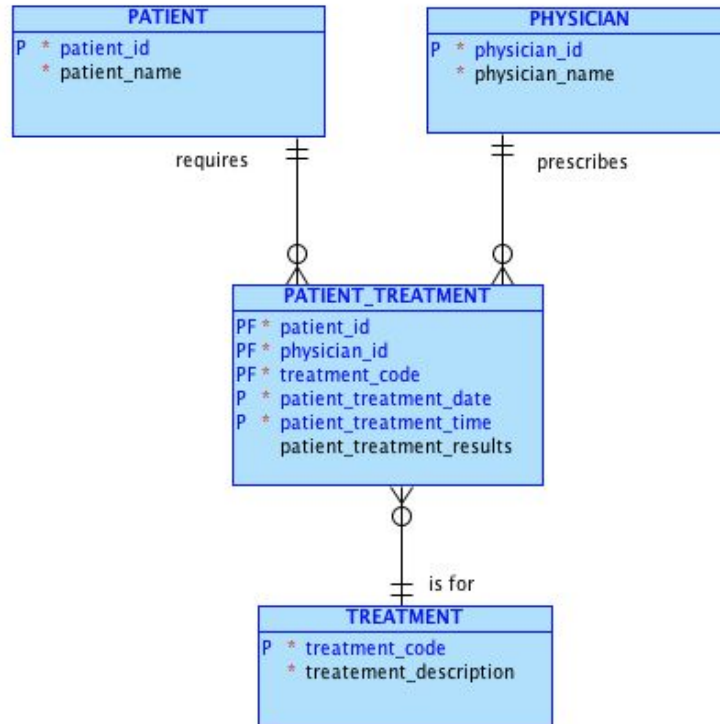 PATIENT
P * patient_id
* patient_name
PHYSICIAN
P * physician_id
* physician_name
requires
prescribes
PATIENT_TREATMENT
PF * patient_id
PF * physician_id
PF * treatment_code
P * patient_treatment_date
P * patient_treatment_time
patient_treatment_results
is for
TREATMENT
P * treatment_code
* treatement_description